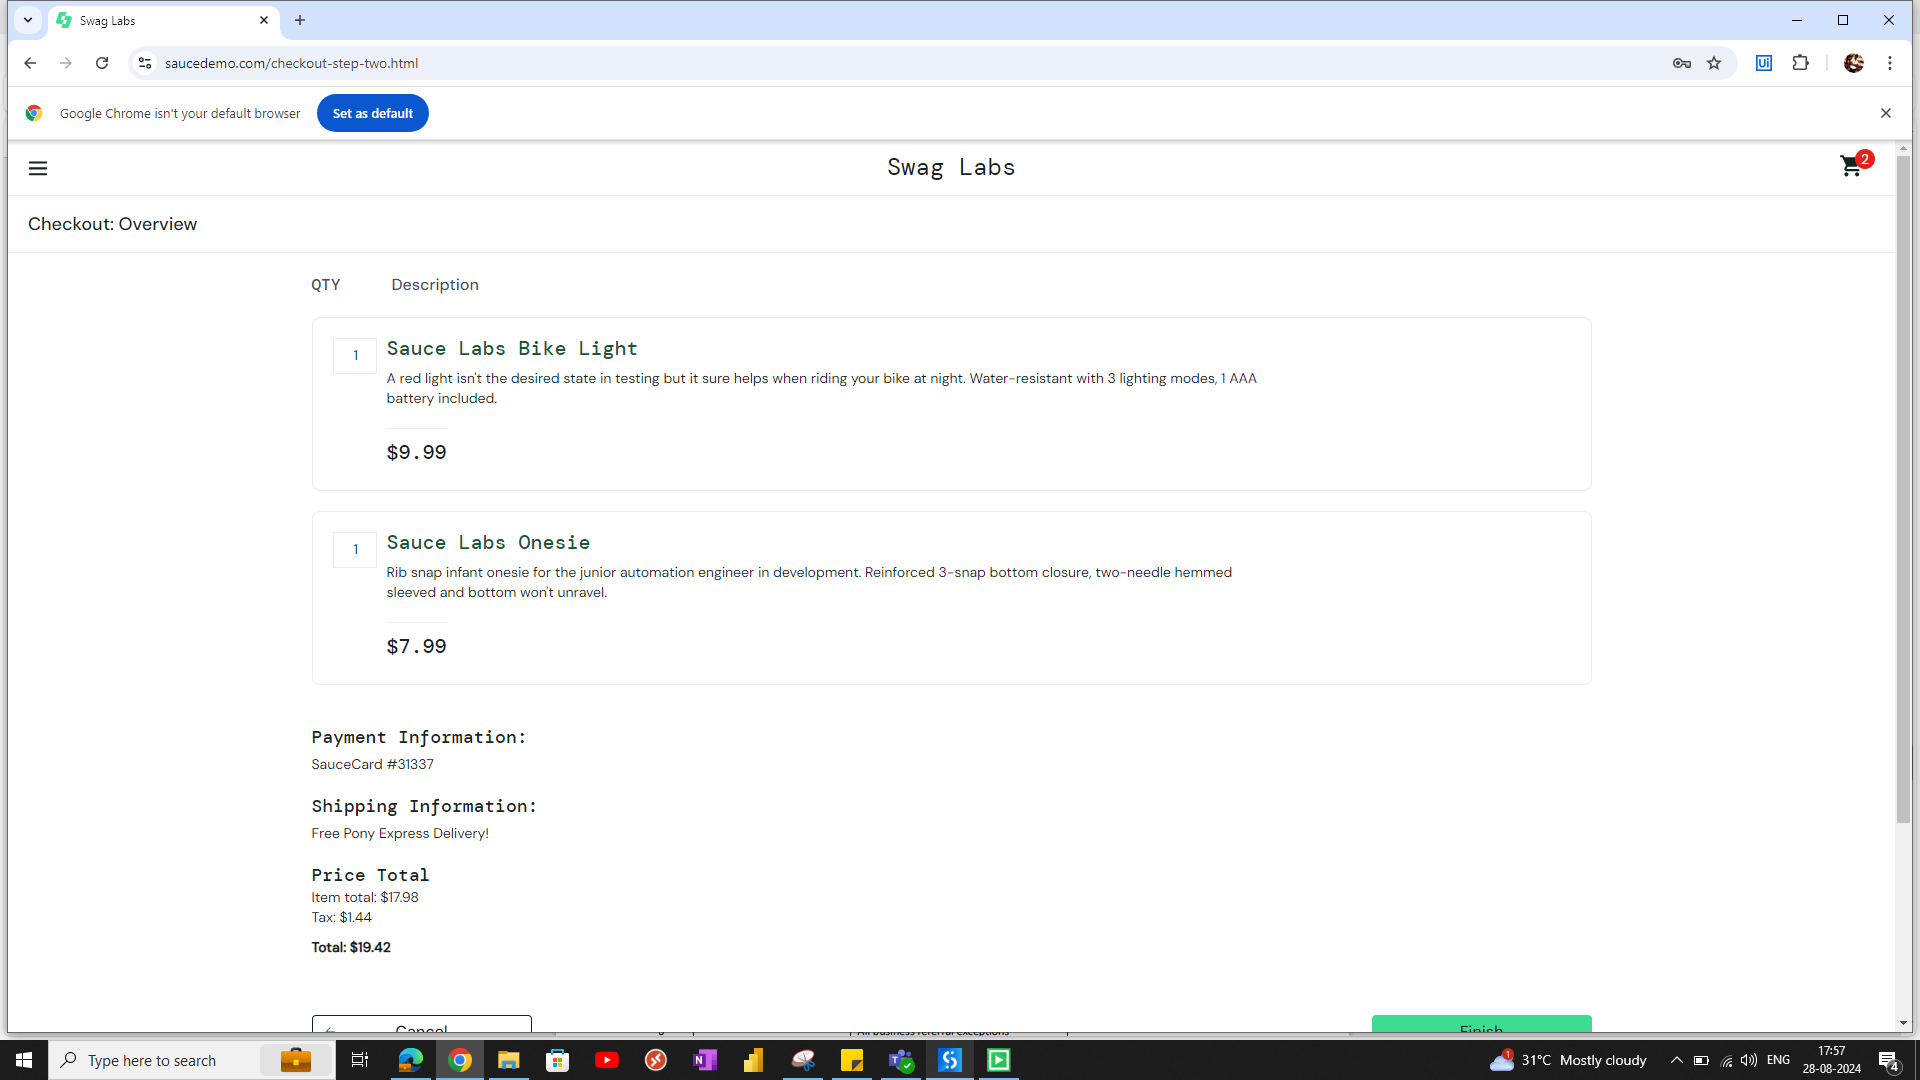 Swag Labs
saucedemo.com/checkout-step-two.html
Ui
Google Chrome isn't your default browser
Set as default
Swag Labs
2
Checkout: Overview
QTY Description
1
Sauce Labs Bike Light
A red light isn't the desired state in testing but it sure helps when riding your bike at night. Water-resistant with 3 lighting modes, 1 AAA
battery included.
$9.99
1
Sauce Labs Onesie
Rib snap infant onesie for the junior automation engineer in development. Reinforced 3-snap bottom closure, two-needle hemmed
sleeved and bottom won't unravel.
$7.99
Payment Information:
SauceCard #31337
Shipping Information:
Free Pony Express Delivery!
Price Total
Item total: $17.98
Tax: $1.44
Total: $19.42
Cancel
Finish
Type here to search
31°C Mostly cloudy
ENG
17:57
28-08-2024
4